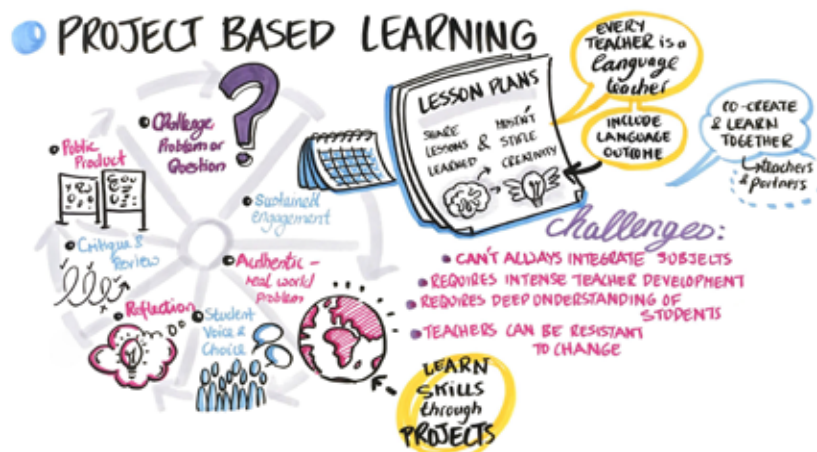 PROJECT BASED LEARNING
Challenge
Problem or
Question
Sustained
engagement
Authentic -
real world
problem
Student
Voice &
Choice
Reflection
Critique &
Review
Public
Product
LESSON PLANS
SHARE
LESSONS
LEARNED
&
MUSN'T
STIFLE
CREATIVITY
EVERY
TEACHER is a
language
teacher
INCLUDE
LANGUAGE
OUTCOME
CO-CREATE
& LEARN
TOGETHER
teachers
& partners
challenges:
CAN'T ALWAYS INTEGRATE SUBJECTS
REQUIRES INTENSE TEACHER DEVELOPMENT
REQUIRES DEEP UNDERSTANDING OF
STUDENTS
TEACHERS CAN BE RESISTANT
TO CHANGE
LEARN
SKILLS
through
PROJECTS